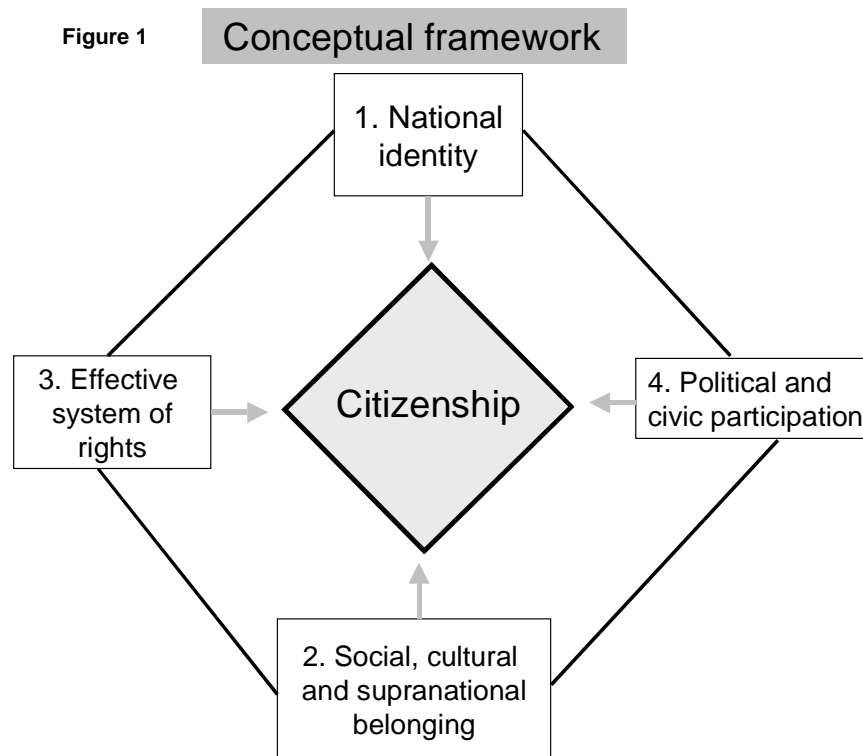 Figure 1
Conceptual framework
1. National
identity
3. Effective
system of
rights
Citizenship
4. Political and
civic participation
2. Social, cultural
and supranational
belonging